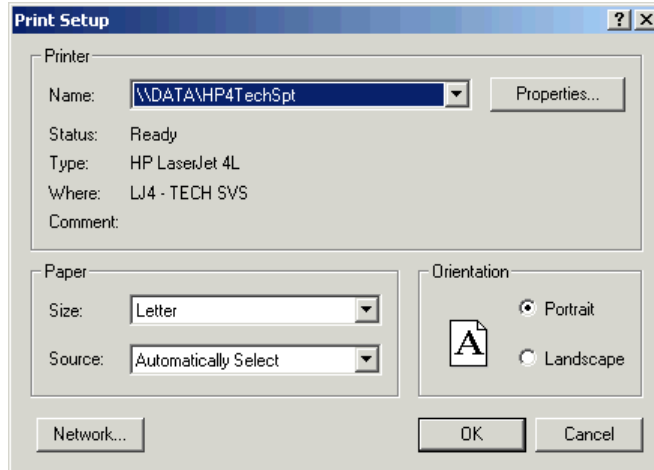 Print Setup
Printer
Name: \\DATA\HP4TechSpt Properties...
Status: Ready
Type: HP LaserJet 4L
Where: LJ4 - TECH SVS
Comment:
Paper
Size: Letter
Source: Automatically Select
Orientation
A
Portrait
Landscape
Network... OK Cancel